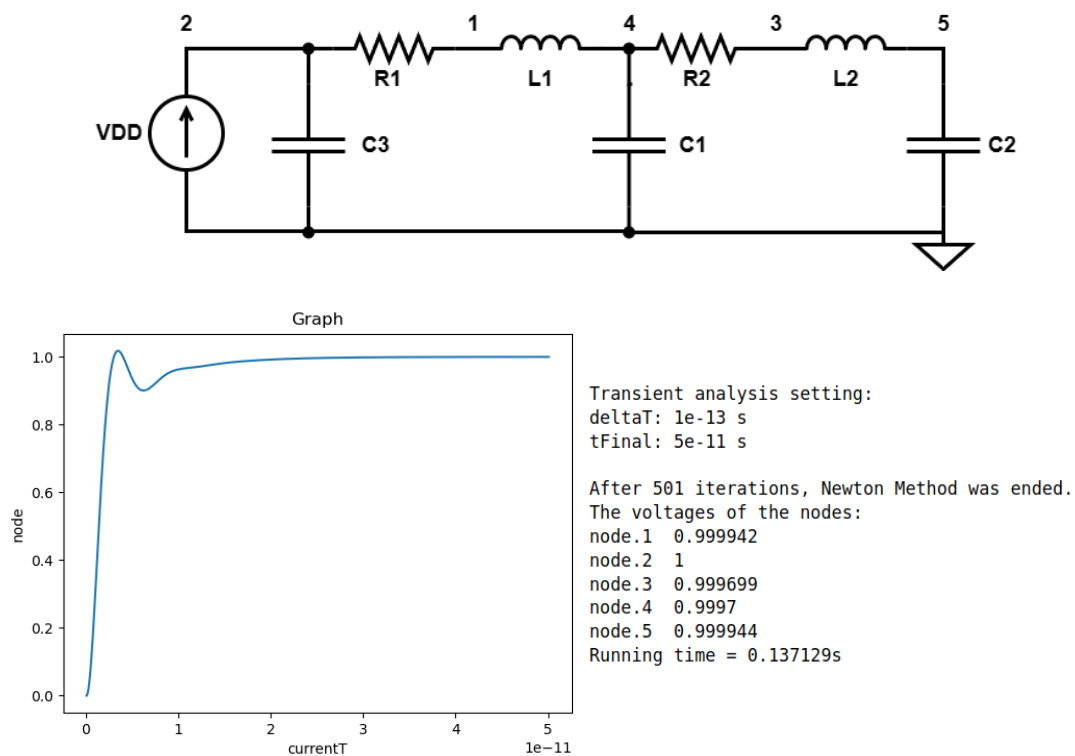 2
1
4
3
5
R1
L1
R2
L2
VDD
C3
C1
C2
Graph
node
1.0
0.8
0.6
0.4
0.2
0.0
0
1
2
3
4
5
currentT
1e−11
Transient analysis setting:
deltaT: 1e-13 s
tFinal: 5e-11 s
After 501 iterations, Newton Method was ended.
The voltages of the nodes:
node.1  0.999942
node.2  1
node.3  0.999699
node.4  0.9997
node.5  0.999944
Running time = 0.137129s